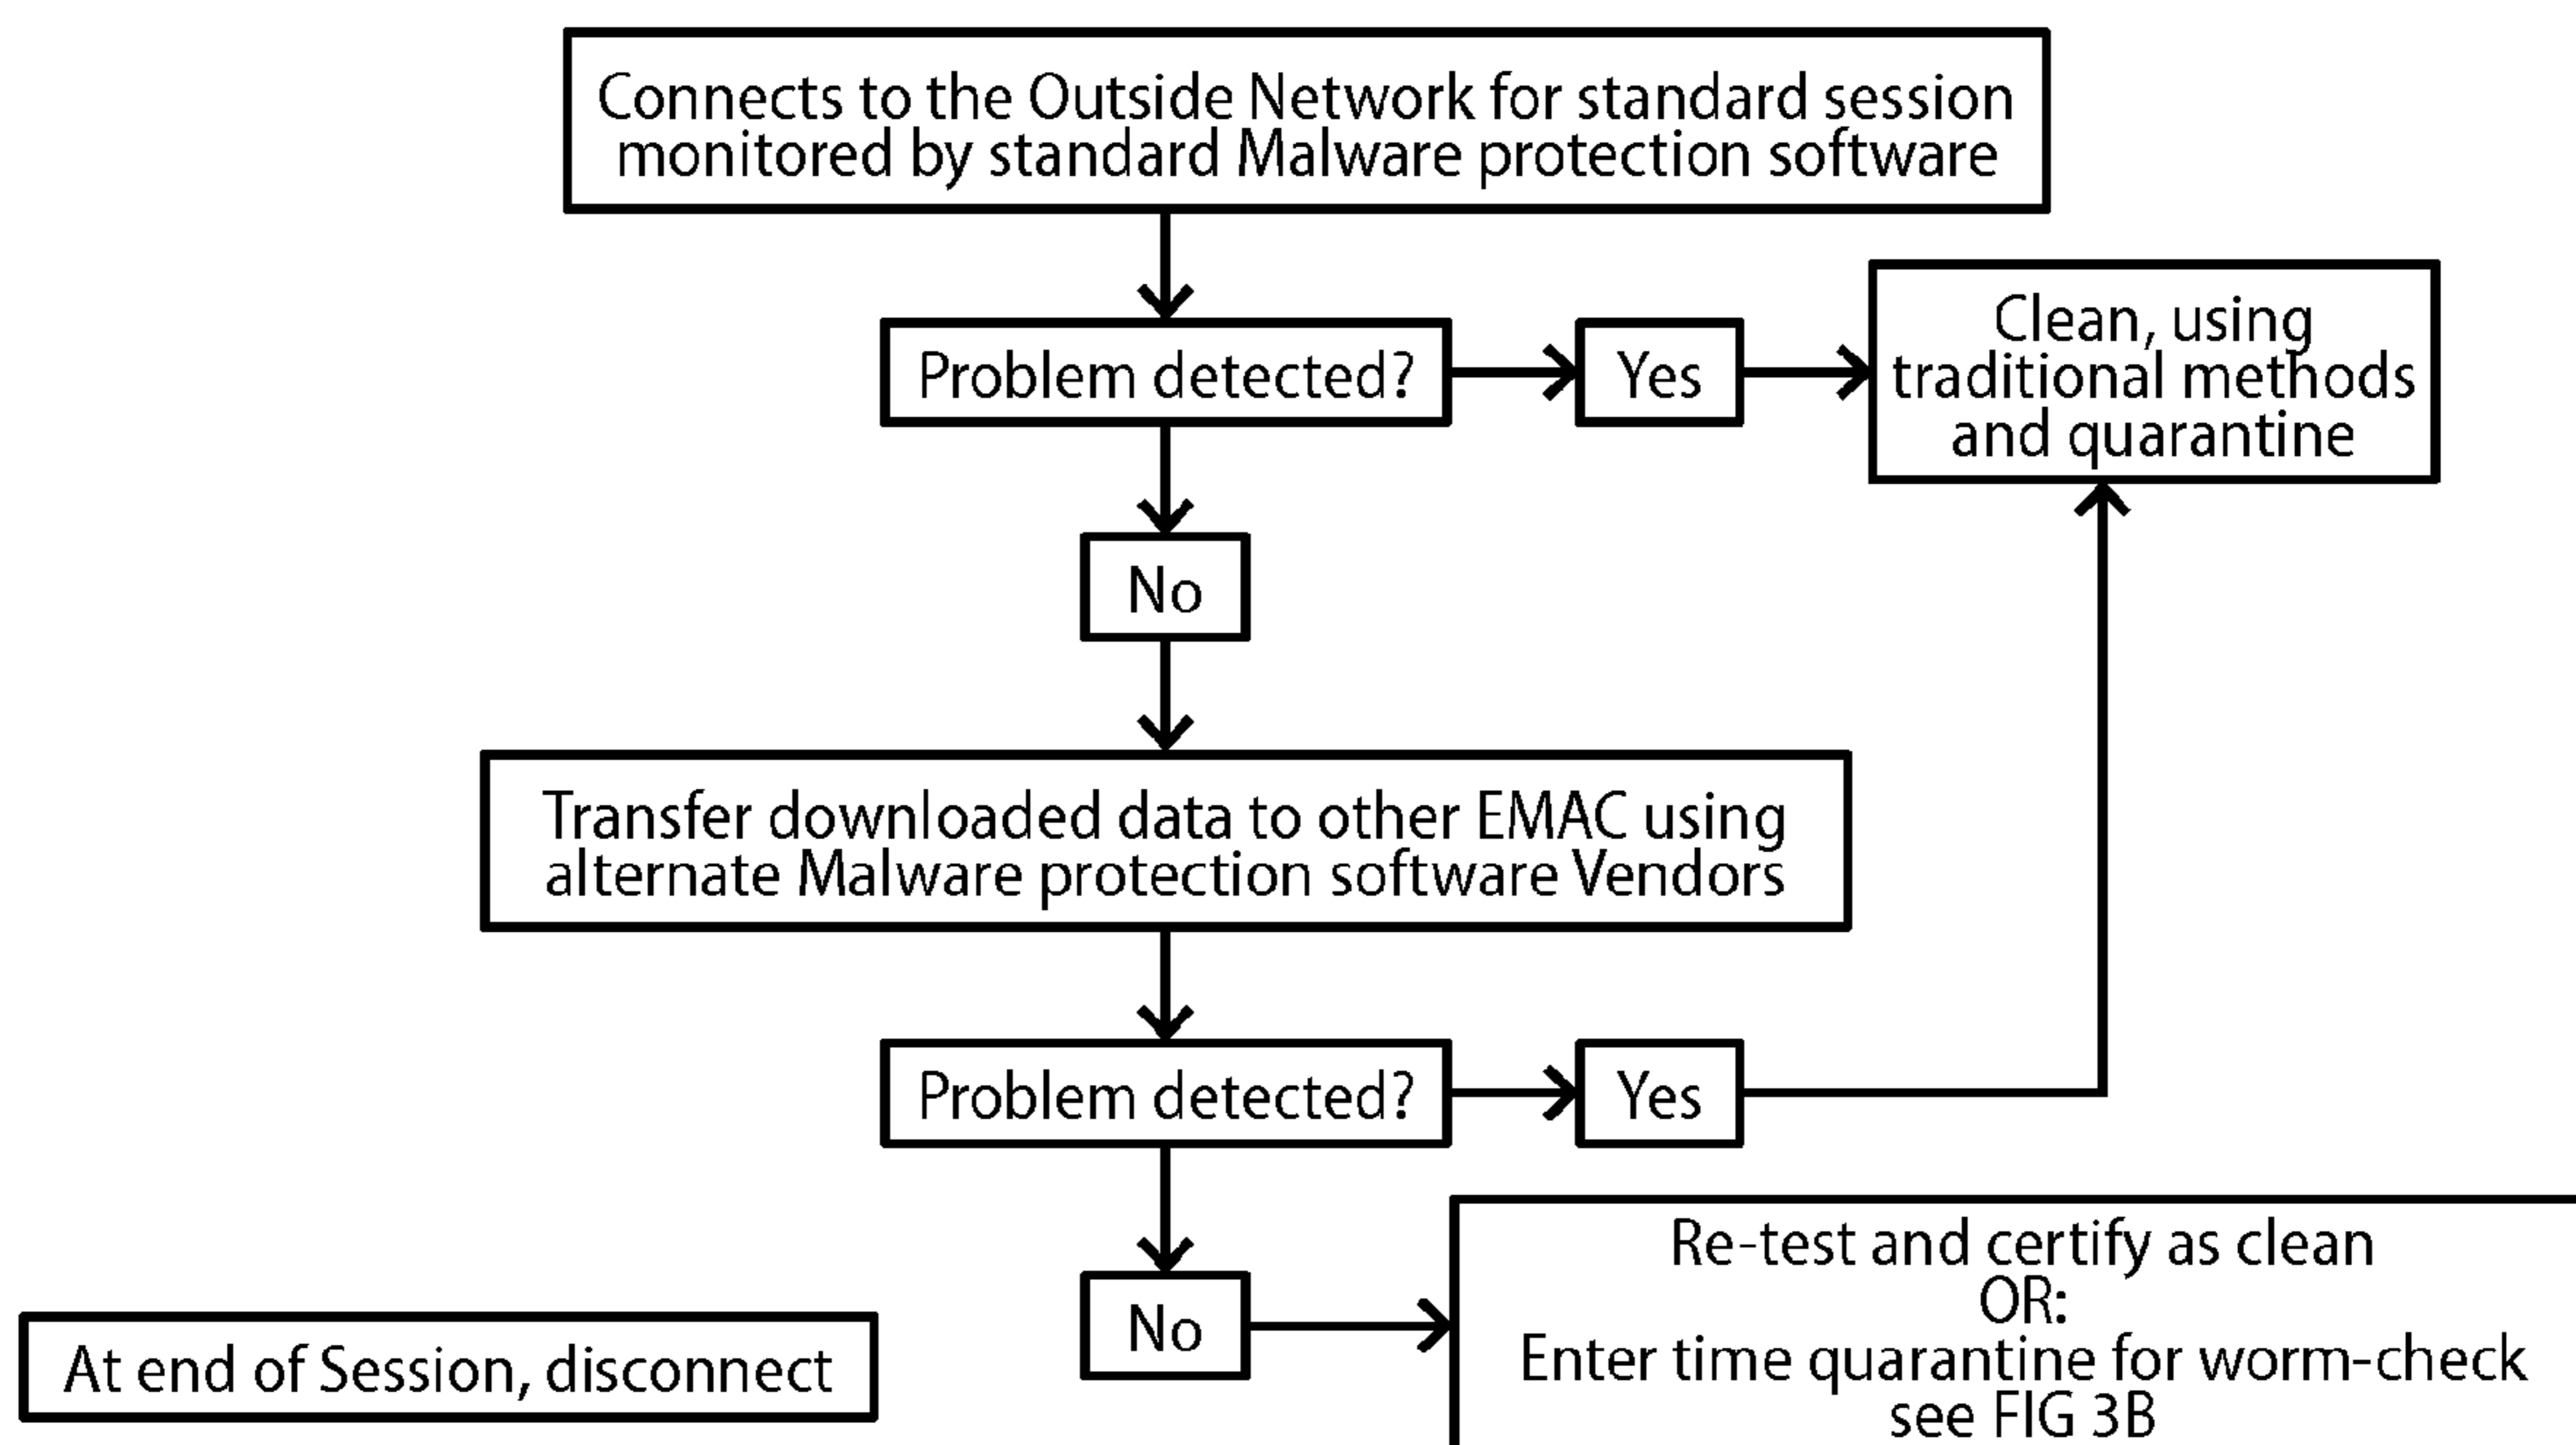 Connects to the Outside Network for standard session
monitored by standard Malware protection software
Problem detected?
Yes
Clean, using
traditional methods
and quarantine
No
Transfer downloaded data to other EMAC using
alternate Malware protection software Vendors
Problem detected?
Yes
No
Re-test and certify as clean
OR:
Enter time quarantine for worm-check
see FIG 3B
At end of Session, disconnect